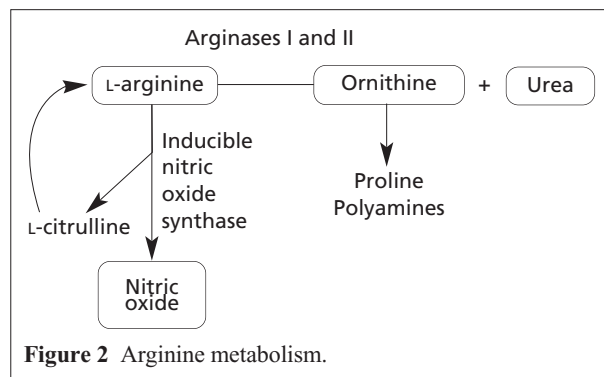 Arginases I and II
L-arginine
Ornithine
+
Urea
Inducible
nitric
oxide
synthase
Proline
Polyamines
L-citrulline
Nitric
oxide
Figure 2 Arginine metabolism.